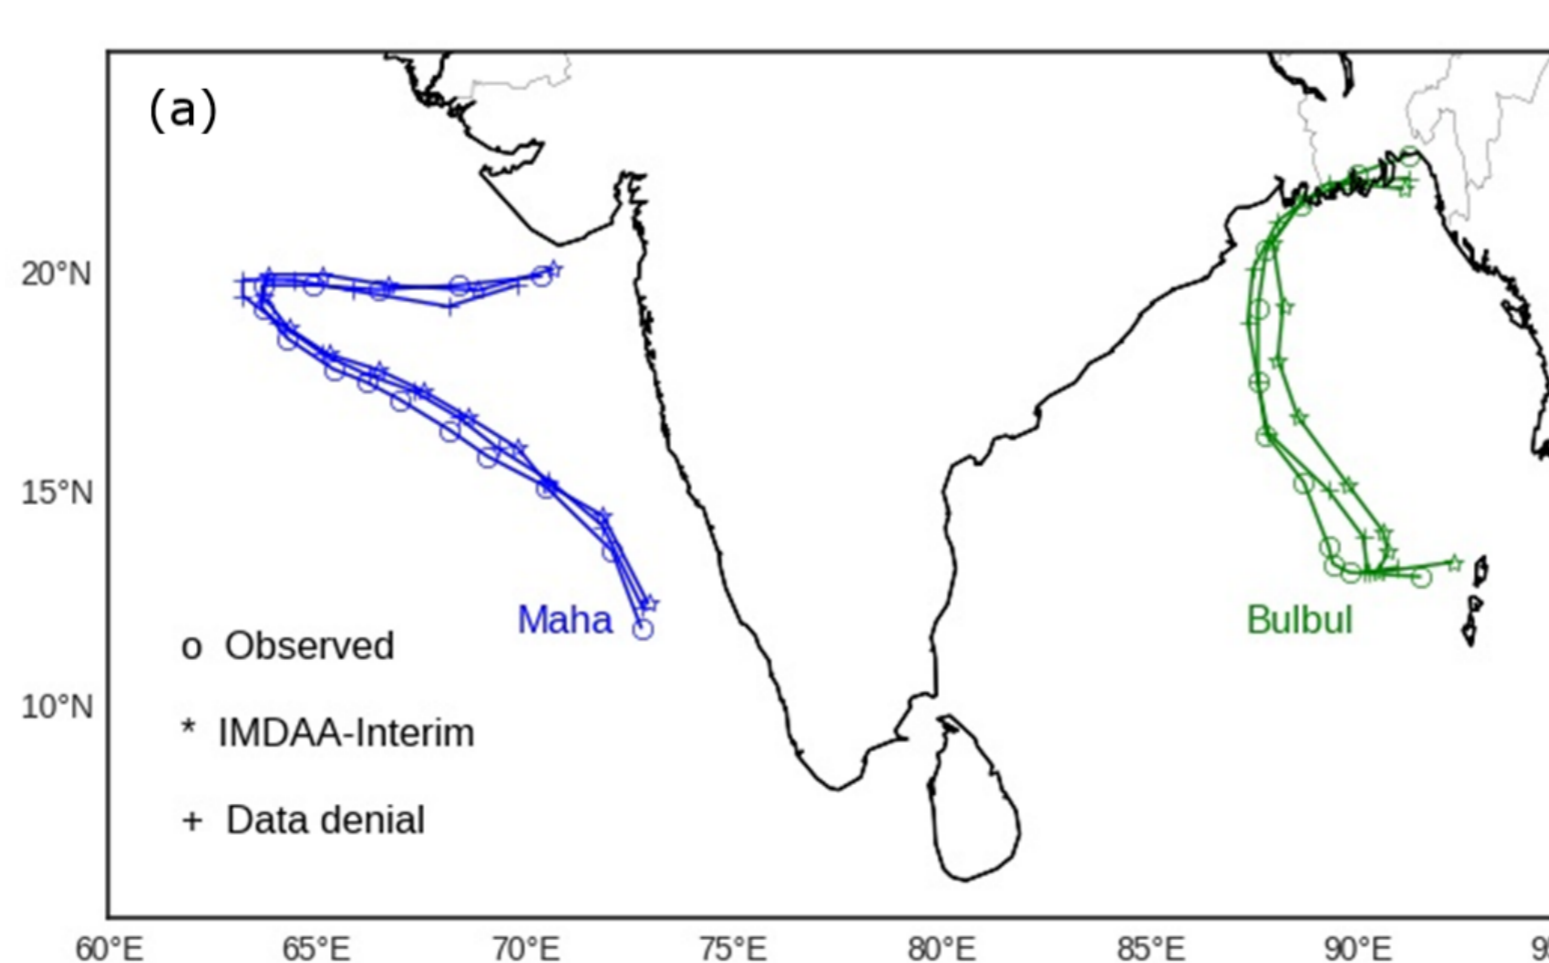 (a)
20°N
15°N
10°N
Maha
Bulbul
o Observed
* IMDAA-Interim
+ Data denial
60°E 65°E 70°E 75°E 80°E 85°E 90°E